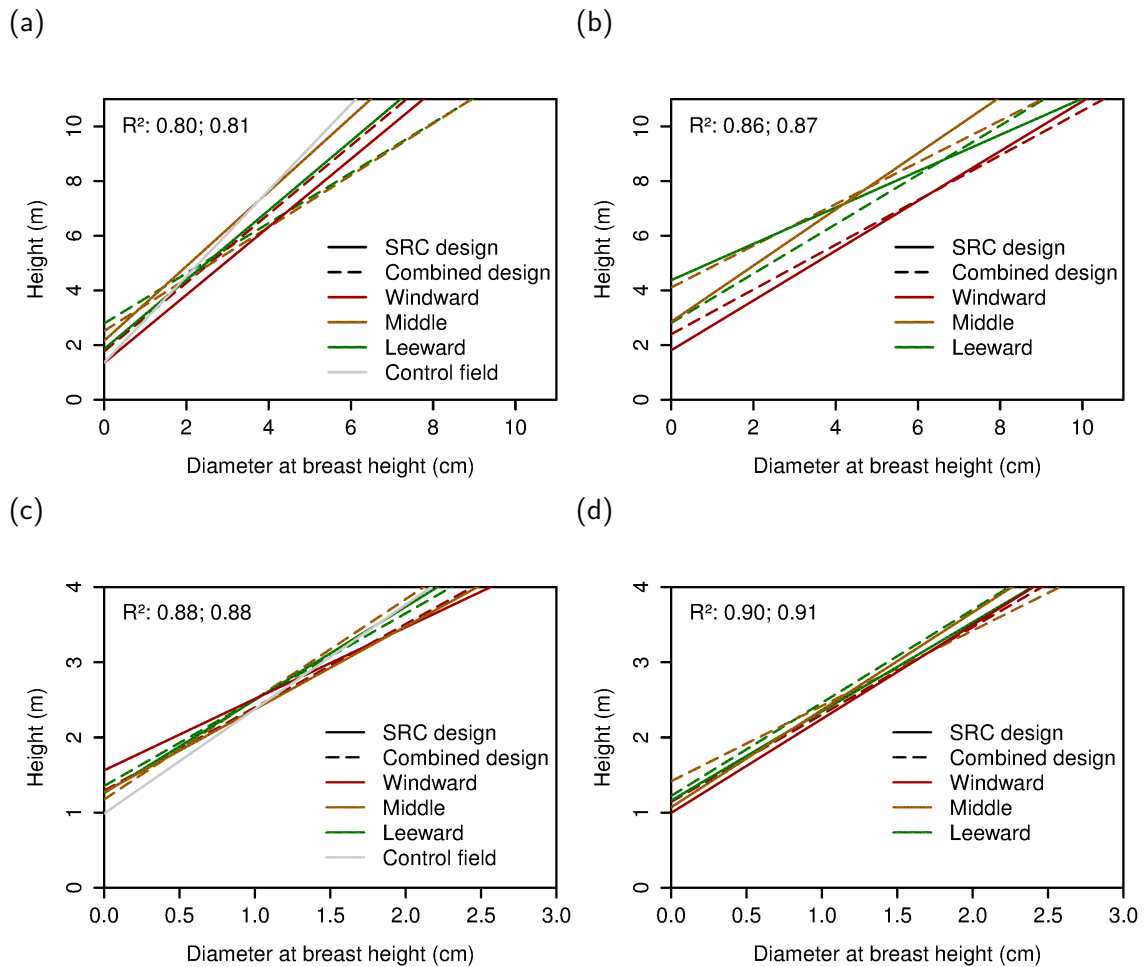 (a)
R²: 0.80; 0.81
Height (m)
0
2
4
6
8
10
SRC design
Combined design
Windward
Middle
Leeward
Control field
0 2 4 6 8 10
Diameter at breast height (cm)
(b)
R²: 0.86; 0.87
Height (m)
0
2
4
6
8
10
SRC design
Combined design
Windward
Middle
Leeward
0 2 4 6 8 10
Diameter at breast height (cm)
(c)
R²: 0.88; 0.88
Height (m)
0
1
2
3
4
SRC design
Combined design
Windward
Middle
Leeward
Control field
0.0 0.5 1.0 1.5 2.0 2.5 3.0
Diameter at breast height (cm)
(d)
R²: 0.90; 0.91
Height (m)
0
1
2
3
4
SRC design
Combined design
Windward
Middle
Leeward
0.0 0.5 1.0 1.5 2.0 2.5 3.0
Diameter at breast height (cm)